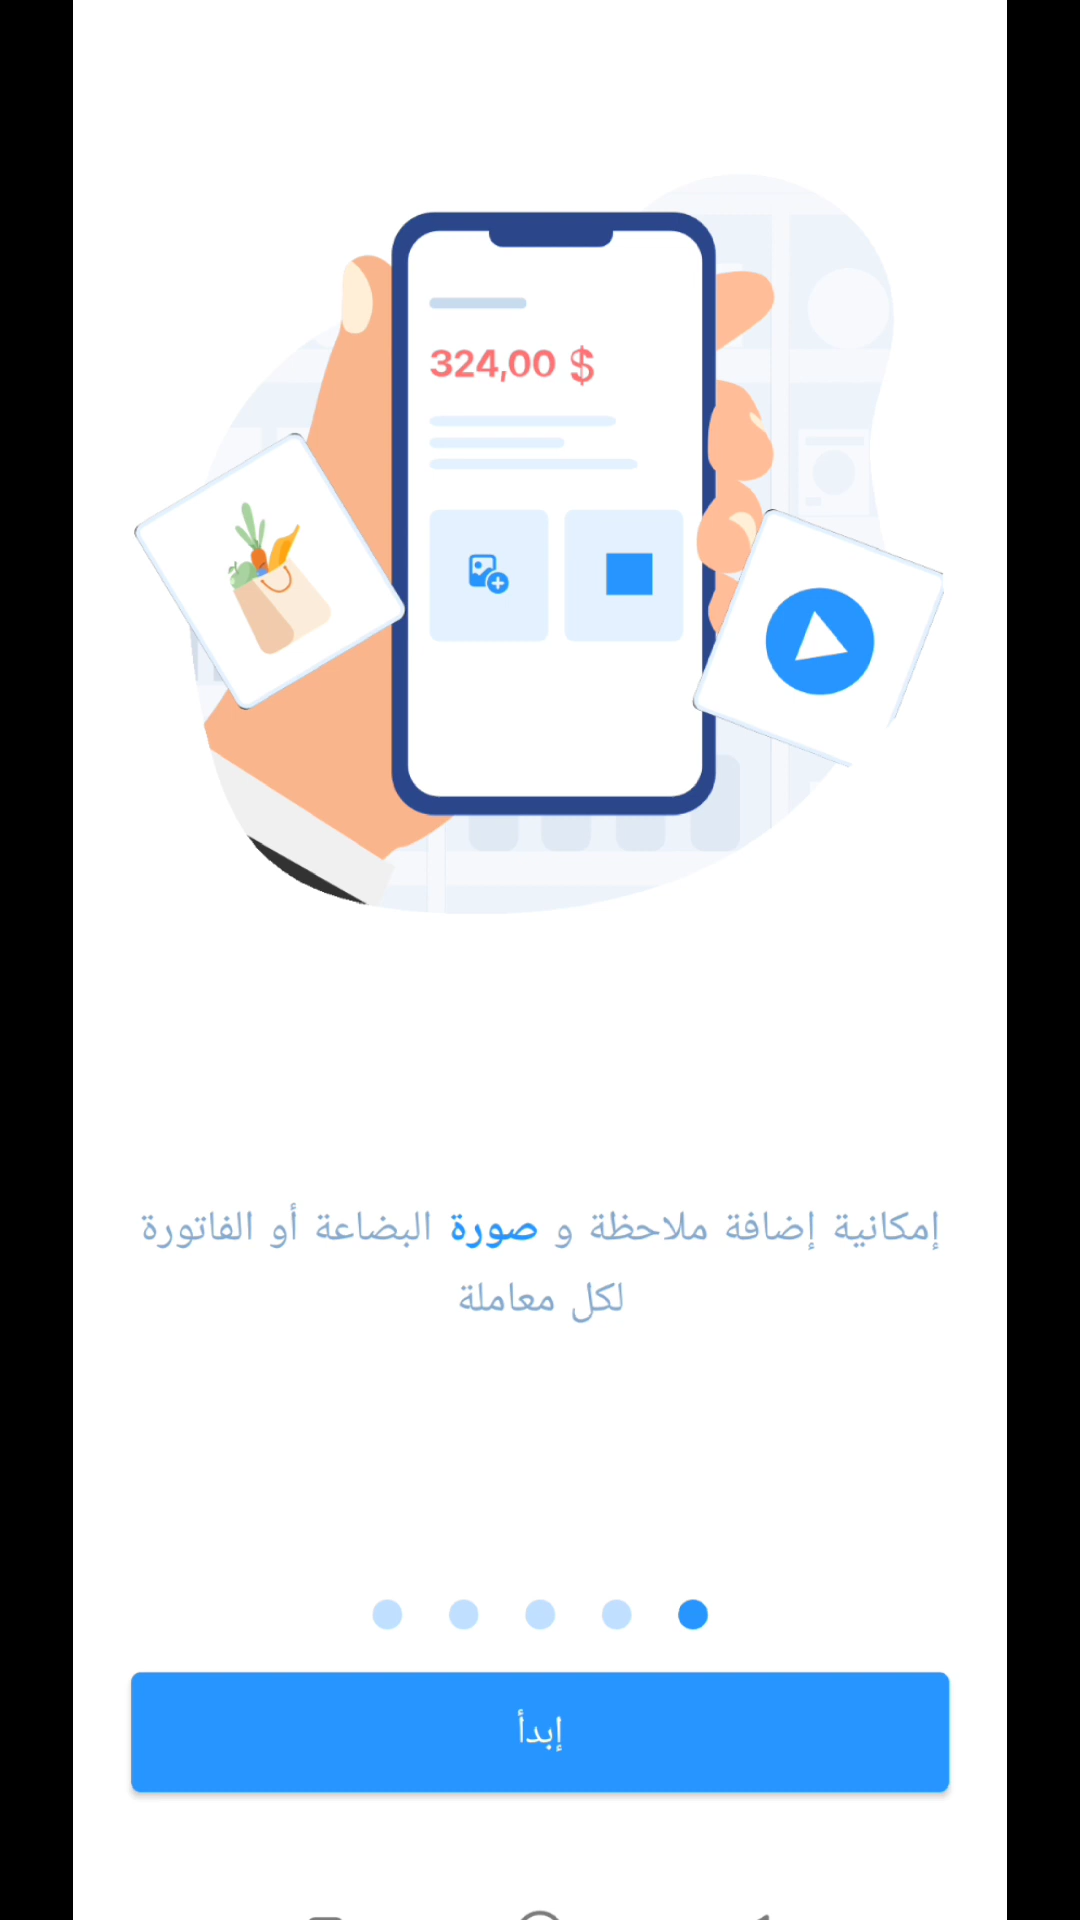 324,00 $
إمكانية إضافة ملاحظة و صورة البضاعة أو الفاتورة
لكل معاملة
إبدأ